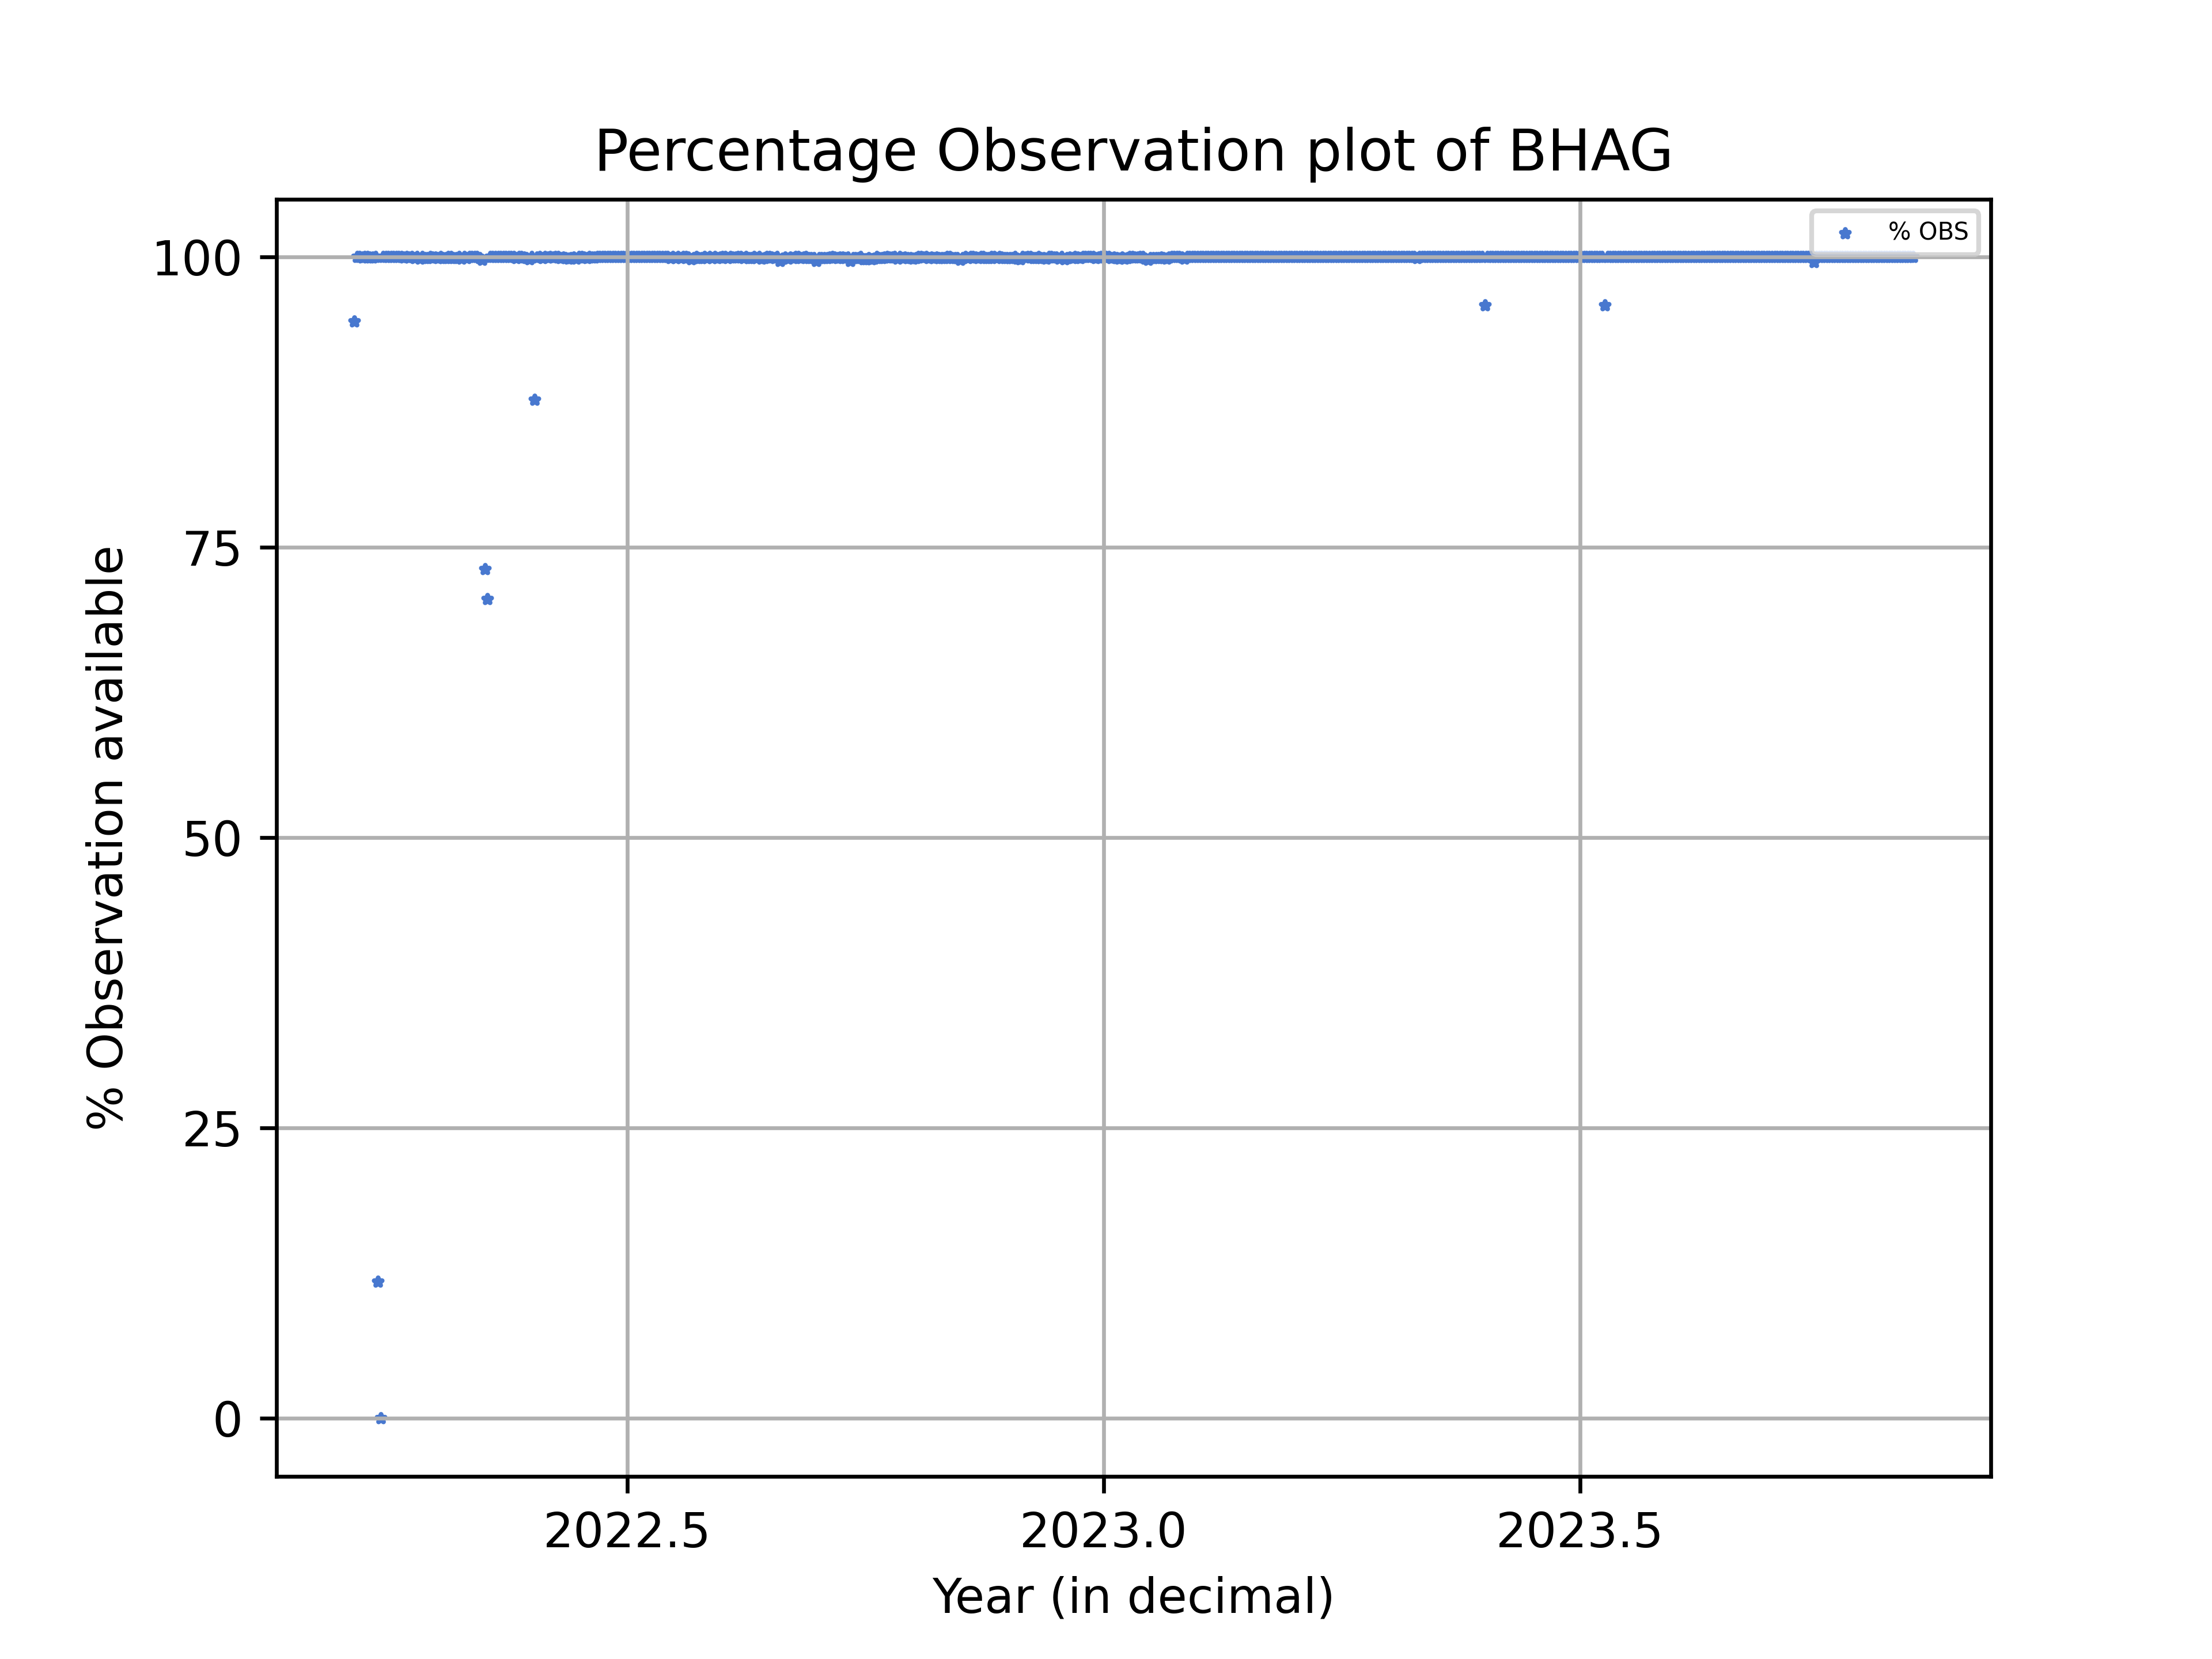 Percentage Observation plot of BHAG
% OBS
% Observation available
100
75
50
25
0
2022.5
2023.0
2023.5
Year (in decimal)